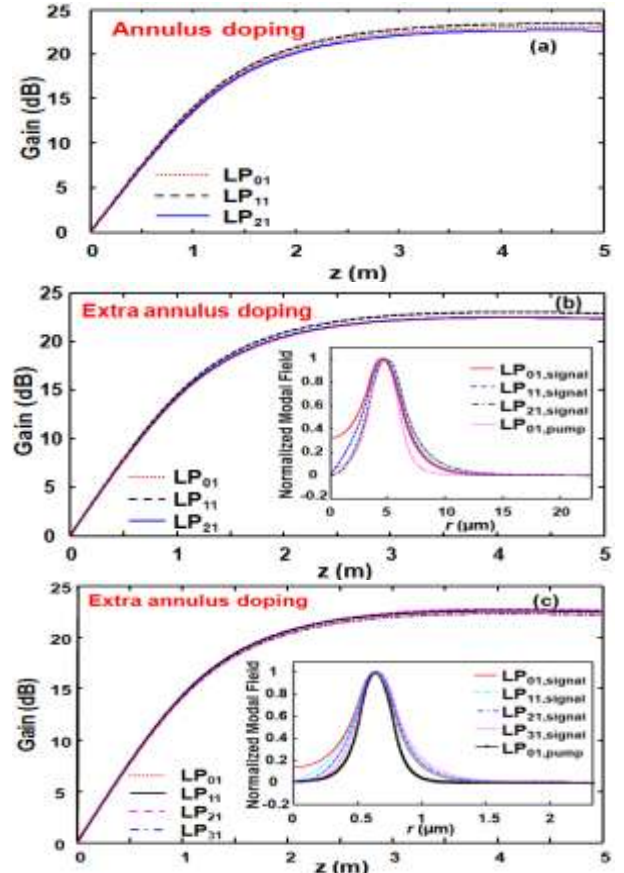 25
20
15
10
5
0
Gain (dB)
Annulus doping
(a)
LP01
LP11
LP21
0 1 2 3 4 5
z (m)
25
20
15
10
5
0
Gain (dB)
Extra annulus doping
(b)
LP01
LP11
LP21
Normalized Modal Field
1
0.8
0.6
0.4
0.2
0
-0.2
LP01,signal
LP11,signal
LP21,signal
LP01,pump
0 5 10 15 20
r (µm)
0 1 2 3 4 5
z (m)
25
20
15
10
5
0
Gain (dB)
Extra annulus doping
(c)
LP01
LP11
LP21
LP31
Normalized Modal Field
1
0.8
0.6
0.4
0.2
0
-0.2
LP01,signal
LP11,signal
LP21,signal
LP31,signal
LP01,pump
0 0.5 1 1.5 2
r (µm)
0 1 2 3 4 5
z (m)